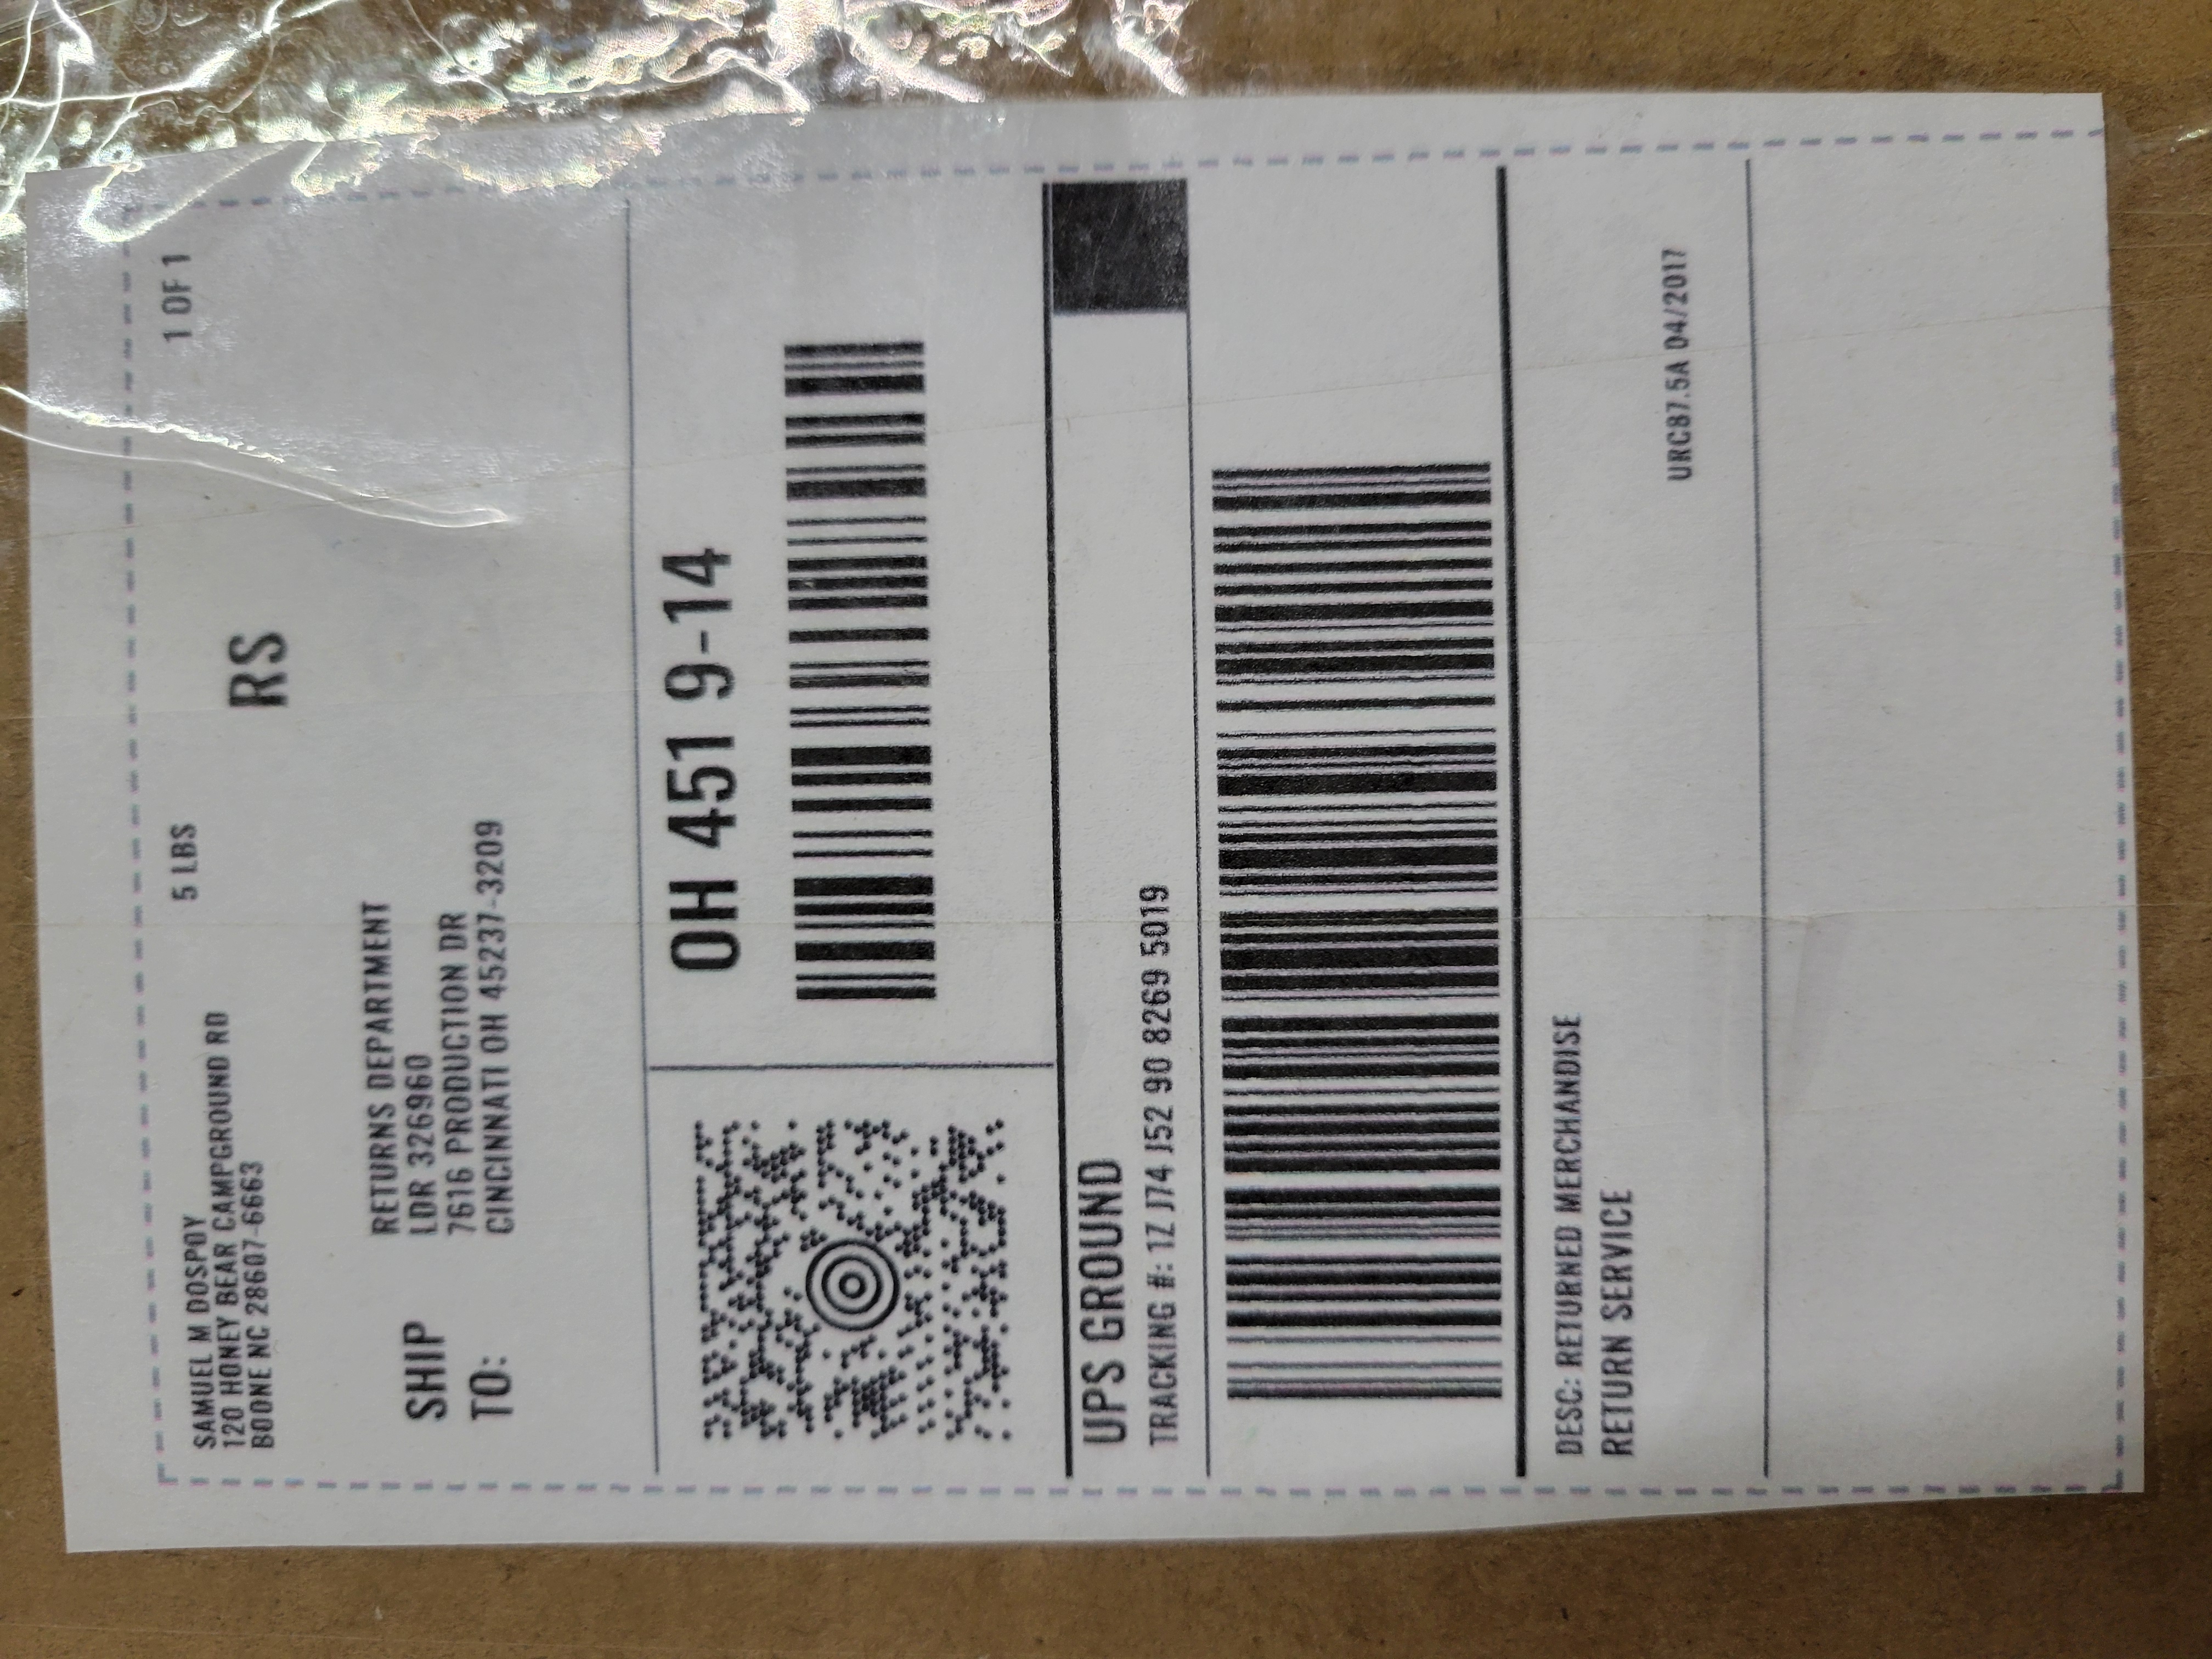 SAMUEL M DOSPOY
120 HONEY BEAR CAMPGROUND RD
BOONE NC 28607-6663
5 LBS
1 OF 1
RS
SHIP
TO:
RETURNS DEPARTMENT
LDR 3326960
7616 PRODUCTION DR
CINCINNATI OH 45237-3209
OH 451 9-14
UPS GROUND
TRACKING #: 1Z J74 J52 90 8269 5019
DESC: RETURNED MERCHANDISE
RETURN SERVICE
URC87.5A 04/2017